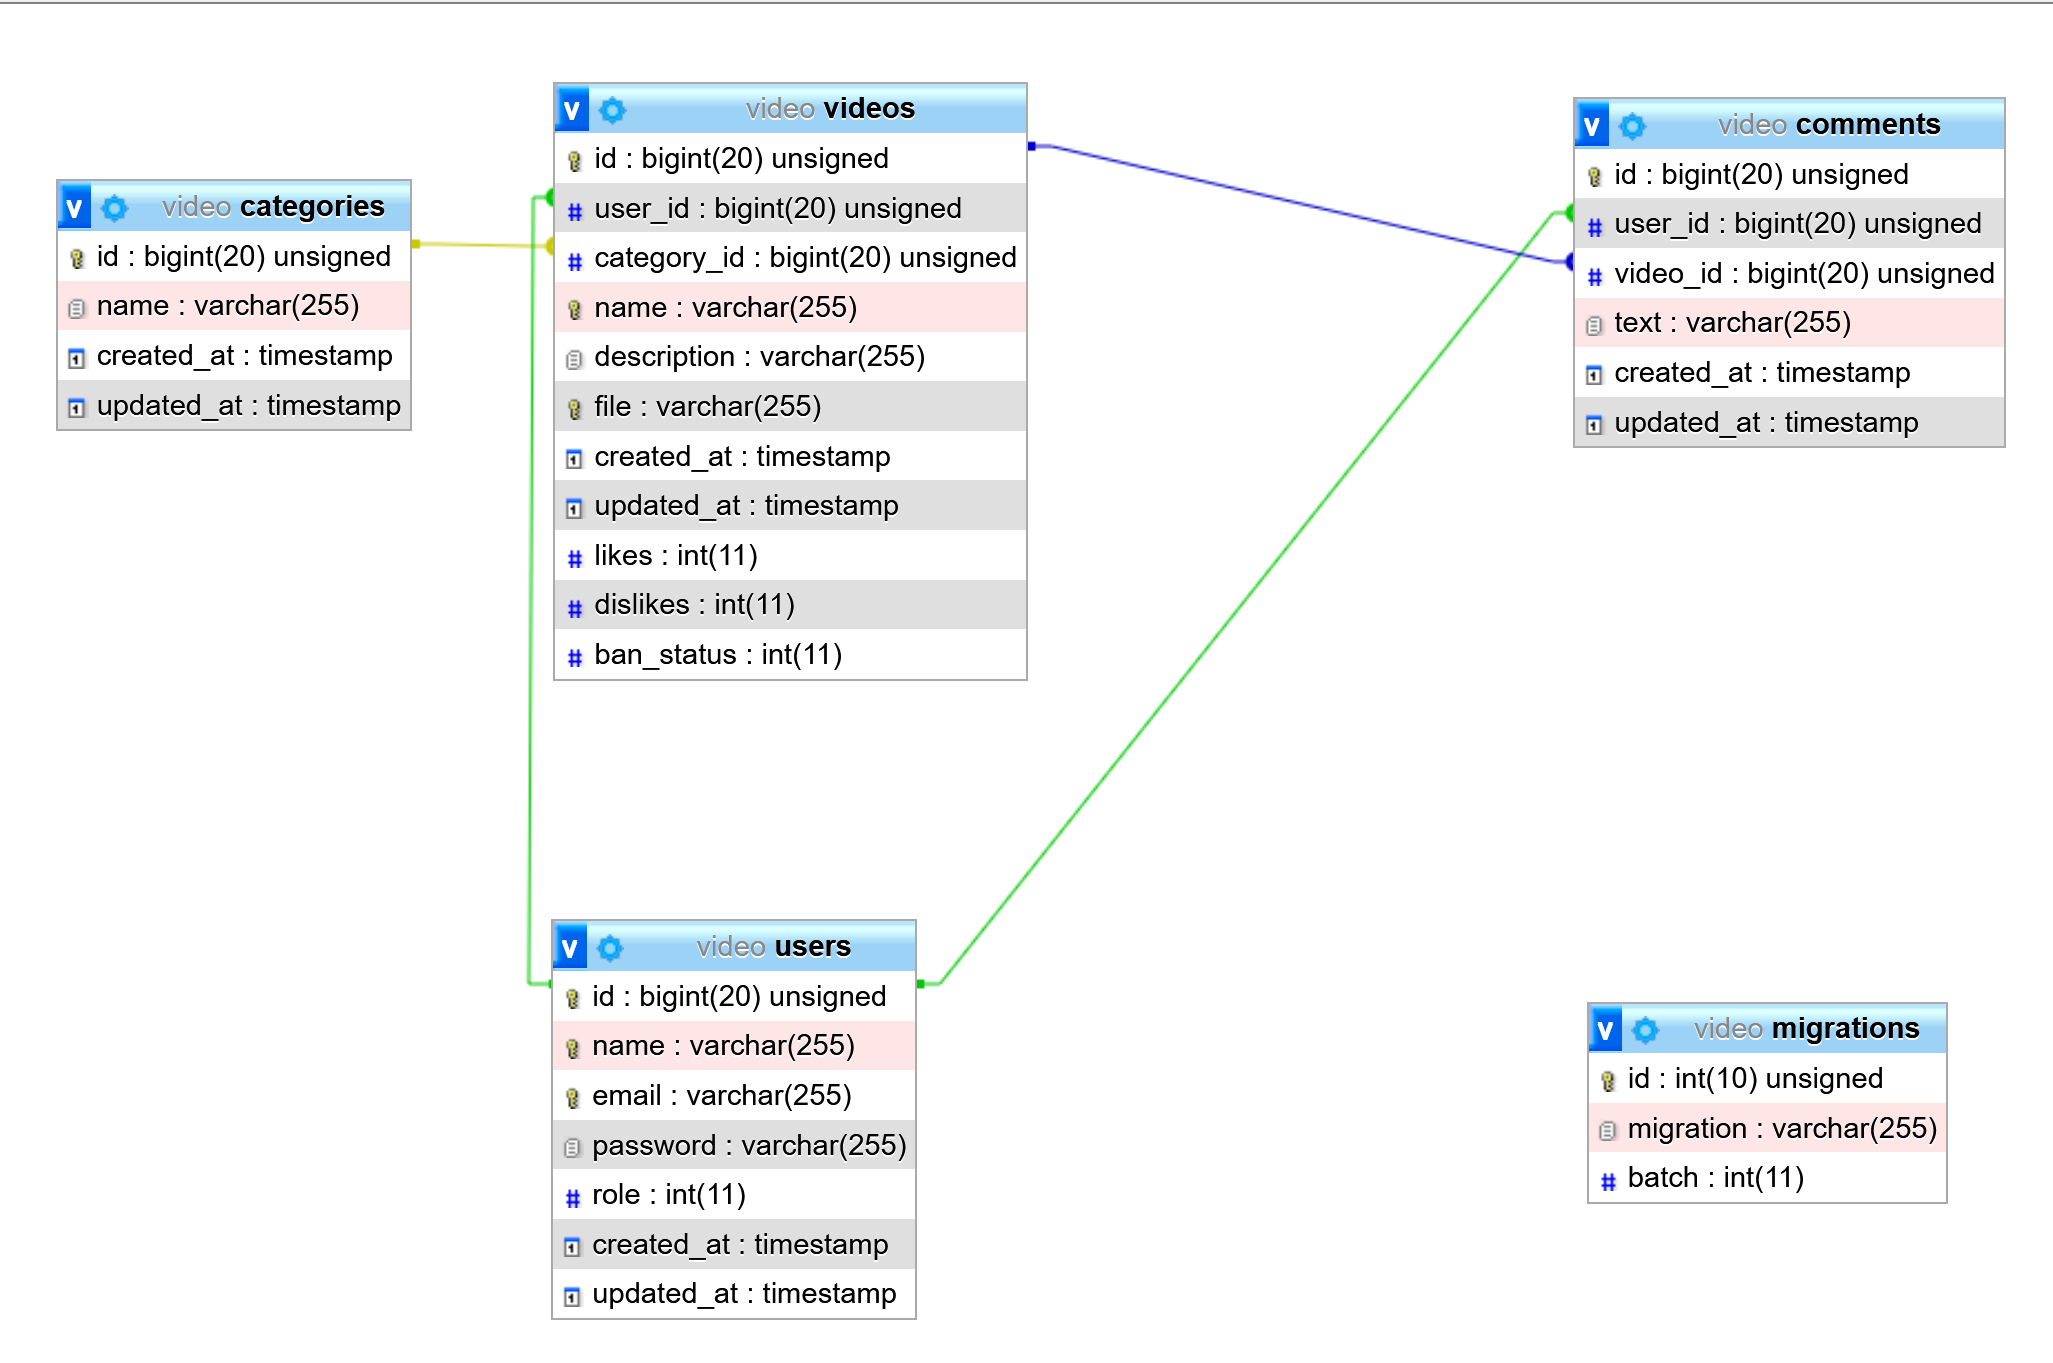 v video categories
id : bigint(20) unsigned
name : varchar(255)
created_at : timestamp
updated_at : timestamp
v video videos
id : bigint(20) unsigned
user_id : bigint(20) unsigned
category_id : bigint(20) unsigned
name : varchar(255)
description : varchar(255)
file : varchar(255)
created_at : timestamp
updated_at : timestamp
likes : int(11)
dislikes : int(11)
ban_status : int(11)
v video comments
id : bigint(20) unsigned
user_id : bigint(20) unsigned
video_id : bigint(20) unsigned
text : varchar(255)
created_at : timestamp
updated_at : timestamp
v video users
id : bigint(20) unsigned
name : varchar(255)
email : varchar(255)
password : varchar(255)
role : int(11)
created_at : timestamp
updated_at : timestamp
v video migrations
id : int(10) unsigned
migration : varchar(255)
batch : int(11)